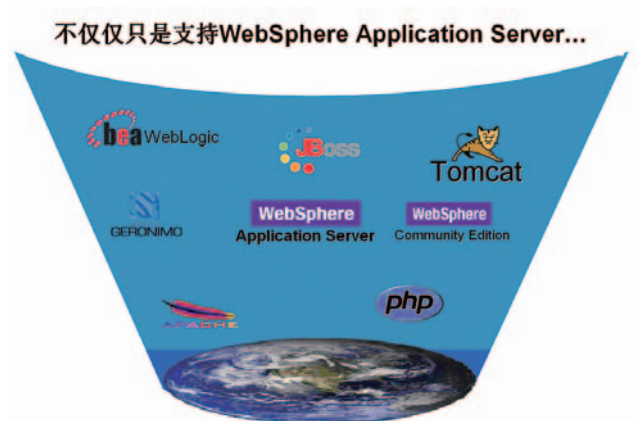 不仅仅只是支持WebSphere Application Server...
bea WebLogic
JBoss
Tomcat
GERONIMO
WebSphere
Application Server
WebSphere
Community Edition
APACHE
php